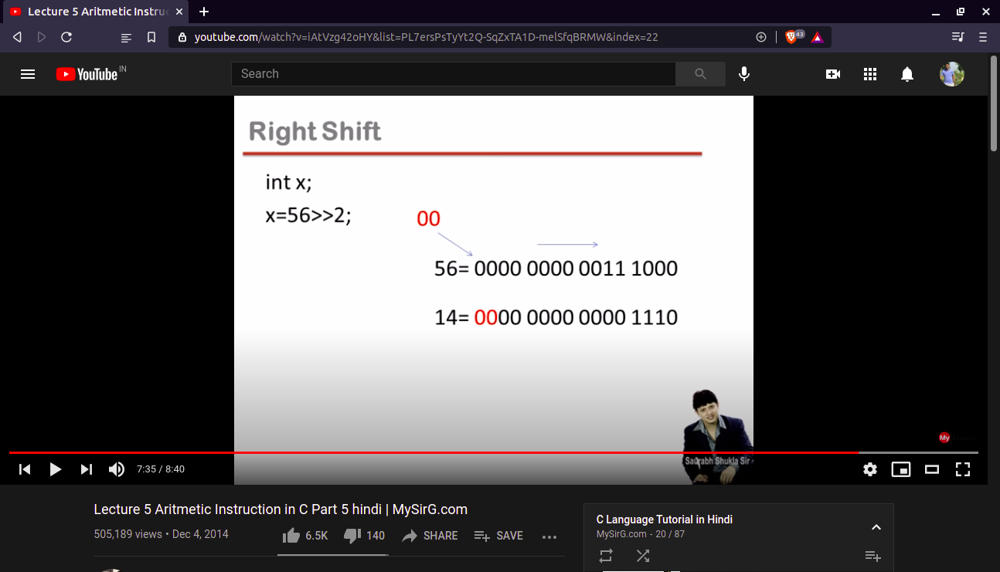 Lecture 5 Aritmetic Instruc
youtube.com/watch?v=iAtVzg42oHY&list=PL7ersPsTyYt2Q-SqZxTA1D-melSfqBRMW&index=22
43
YouTube IN
Search
Right Shift
int x;
x=56>>2;
00
56= 0000 0000 0011 1000
14= 0000 0000 0000 1110
My
Saurabh Shukla Sir
7:35 / 8:40
Lecture 5 Aritmetic Instruction in C Part 5 hindi | MySirG.com
505,189 views • Dec 4, 2014
6.5K
140
SHARE
SAVE
C Language Tutorial in Hindi
MySirG.com - 20 / 87